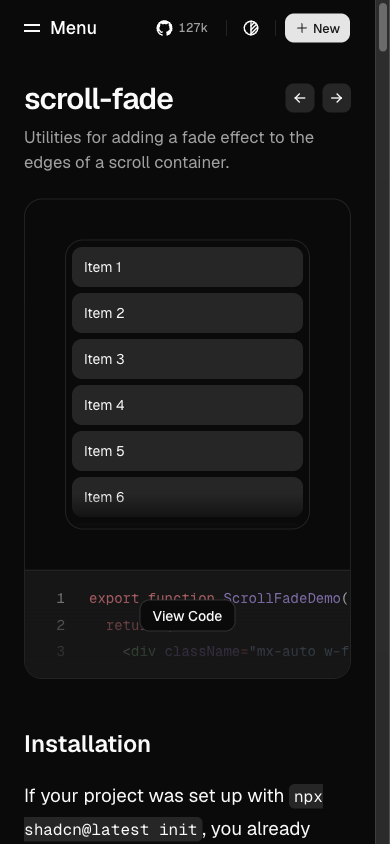 Menu
127k
+ New
scroll-fade
Utilities for adding a fade effect to the
edges of a scroll container.
Item 1
Item 2
Item 3
Item 4
Item 5
Item 6
1 export function ScrollFadeDemo(
View Code
2 retu
3 <div className="mx-auto w-f
Installation
If your project was set up with npx
shadcn@latest init, you already